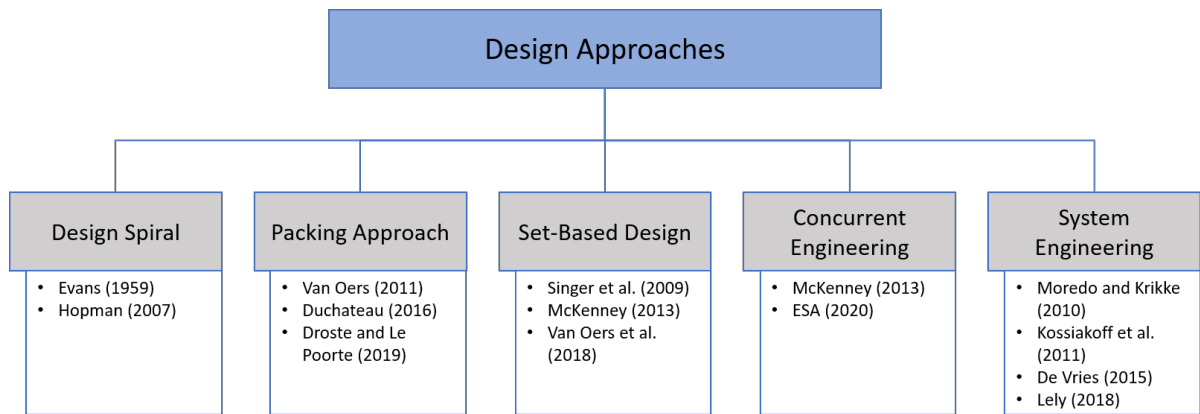 Design Approaches
Design Spiral
• Evans (1959)
• Hopman (2007)
Packing Approach
• Van Oers (2011)
• Duchateau (2016)
• Droste and Le
Poorte (2019)
Set-Based Design
• Singer et al. (2009)
• McKenney (2013)
• Van Oers et al.
(2018)
Concurrent
Engineering
• McKenney (2013)
• ESA (2020)
System
Engineering
• Moredo and Krikke
(2010)
• Kossiakoff et al.
(2011)
• De Vries (2015)
• Lely (2018)